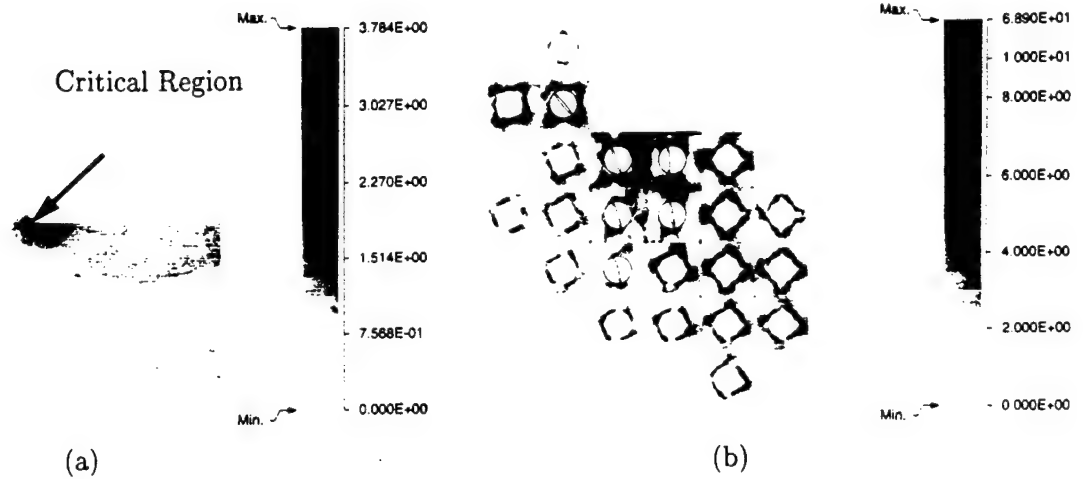 Max.
3.784E+00
Critical Region
3.027E+00
2.270E+00
1.514E+00
7.568E-01
0.000E+00
Min.
(a)
Max.
6.890E+01
1 000E+01
8.000E+00
6.000E+00
4.000E+00
2.000E+00
0 000E+00
Min.
(b)